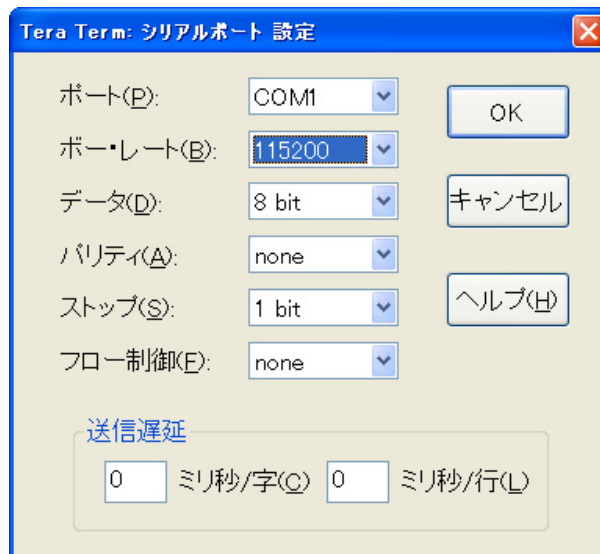 Tera Term: シリアルポート 設定
ポート(P): COM1
OK
ボー・レート(B): 115200
データ(D): 8 bit
キャンセル
パリティ(A): none
ストップ(S): 1 bit
ヘルプ(H)
フロー制御(F): none
送信遅延
0 ミリ秒/字(C) 0 ミリ秒/行(L)